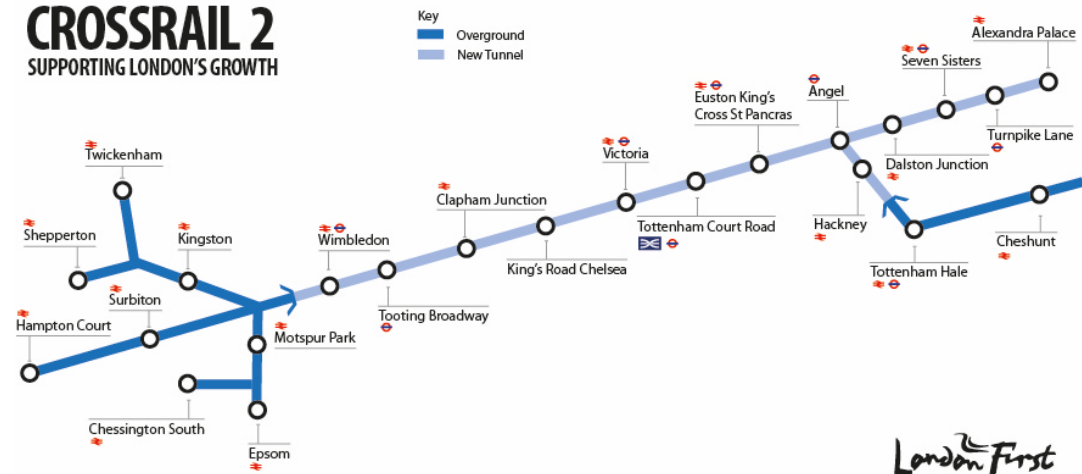 CROSSRAIL 2
SUPPORTING LONDON'S GROWTH
Key
Overground
New Tunnel
Alexandra Palace
Seven Sisters
Angel
Euston King's
Cross St Pancras
Turnpike Lane
Dalston Junction
Victoria
Twickenham
Clapham Junction
Tottenham Court Road
Hackney
Shepperton
Kingston
Wimbledon
King's Road Chelsea
Cheshunt
Tottenham Hale
Surbiton
Tooting Broadway
Hampton Court
Motspur Park
Chessington South
Epsom
London First